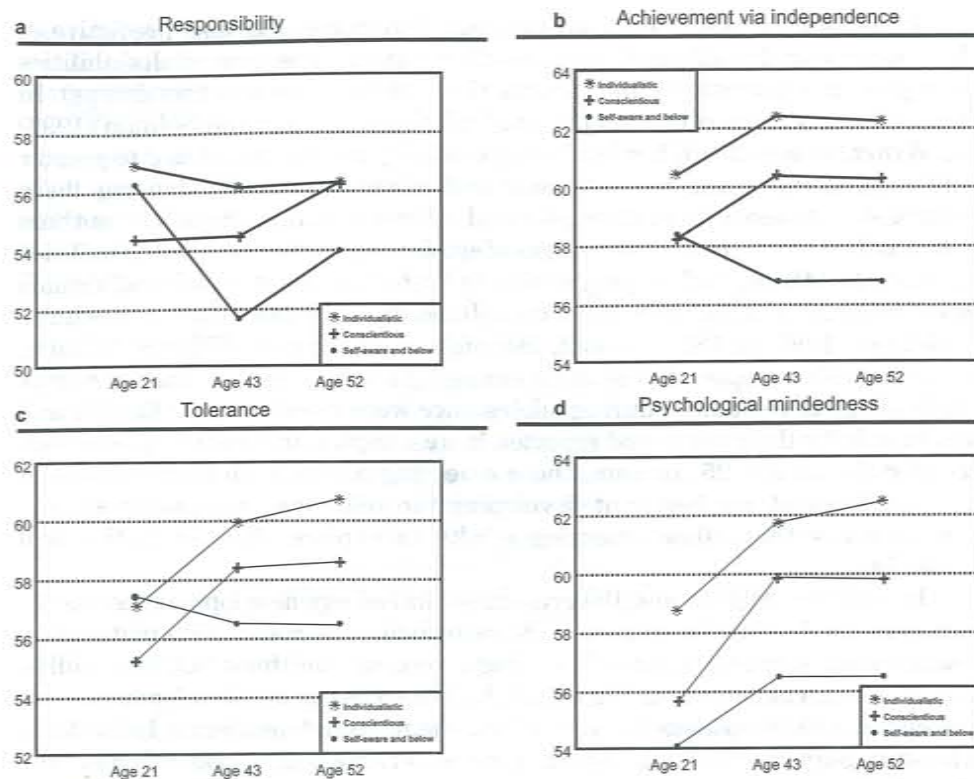 a Responsibility
60
58
56
54
52
50
Individualistic
Conscientious
Self-aware and below
Age 21 Age 43 Age 52
b Achievement via independence
64
62
60
58
56
54
Individualistic
Conscientious
Self-aware and below
Age 21 Age 43 Age 52
c Tolerance
62
60
58
56
54
52
Individualistic
Conscientious
Self-aware and below
Age 21 Age 43 Age 52
d Psychological mindedness
64
62
60
58
56
54
Individualistic
Conscientious
Self-aware and below
Age 21 Age 43 Age 52